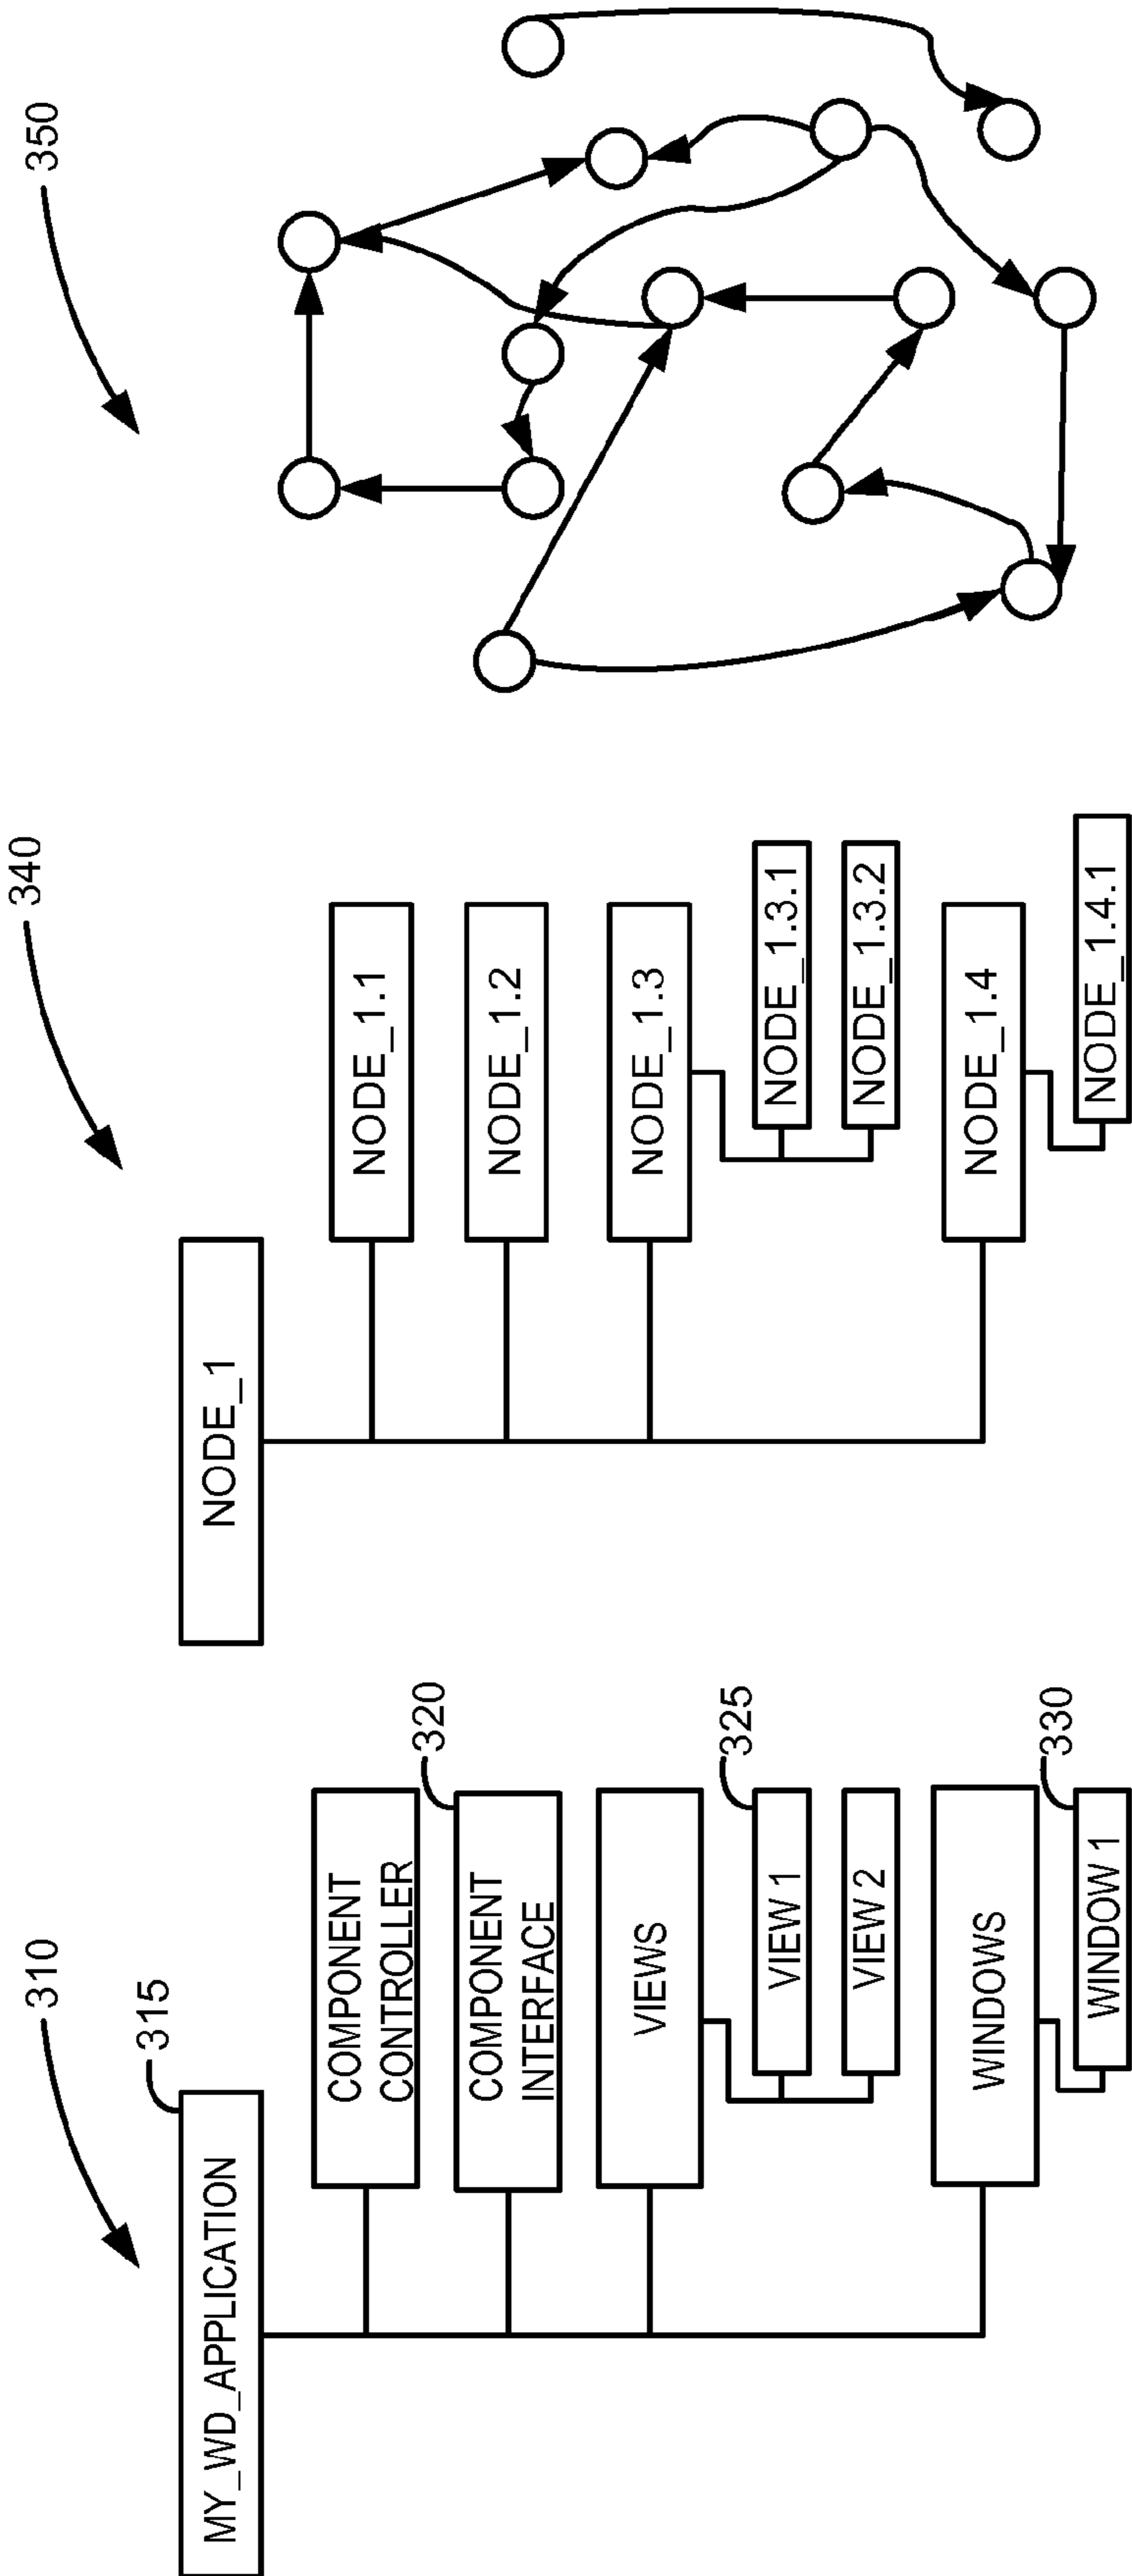 310
MY_WD_APPLICATION
315
COMPONENT
CONTROLLER
COMPONENT
INTERFACE
320
VIEWS
VIEW 1
325
VIEW 2
WINDOWS
WINDOW 1
330
340
NODE_1
NODE_1.1
NODE_1.2
NODE_1.3
NODE_1.3.1
NODE_1.3.2
NODE_1.4
NODE_1.4.1
350